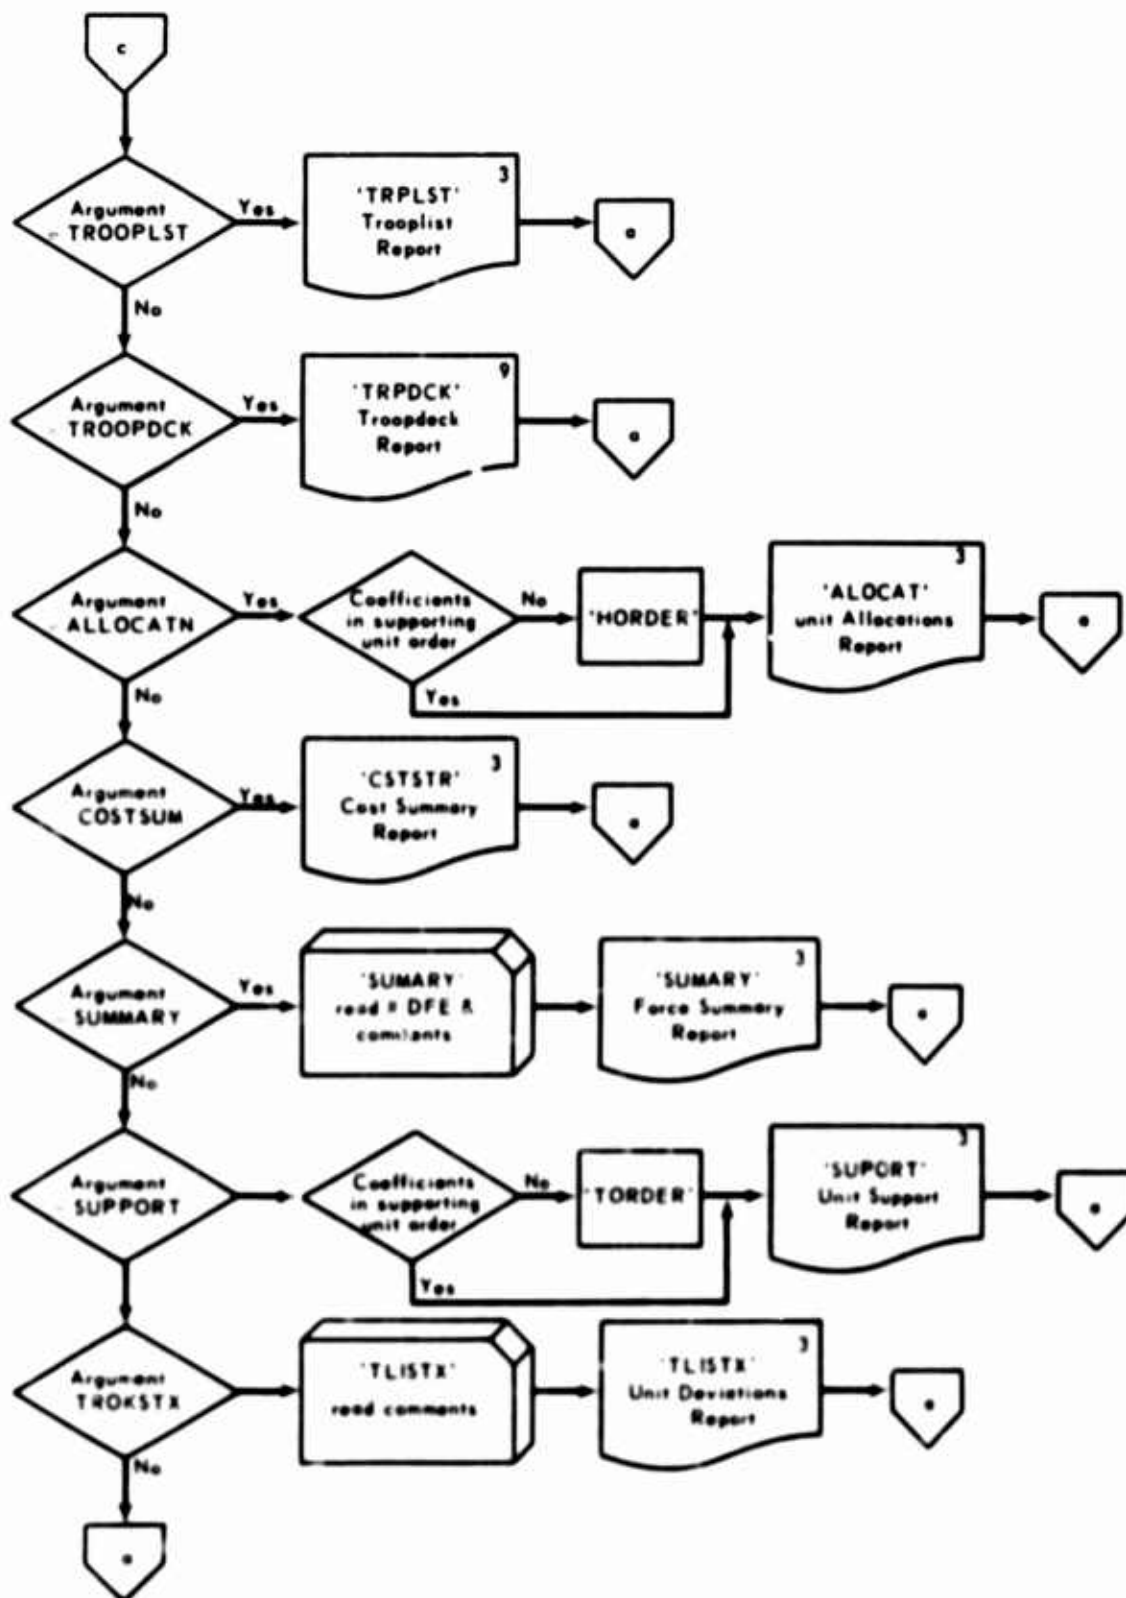 c
Argument
TROOPLST
Yes
3
'TRPLST'
Trooplist
Report
a
No
Argument
TROOPDCK
Yes
9
'TRPDCK'
Troopdeck
Report
a
No
Argument
ALLOCATN
Yes
Coefficients
in supporting
unit order
No
'HORDER'
3
'ALOCAT'
unit Allocations
Report
a
Yes
No
Argument
COSTSUM
Yes
3
'CSTSTR'
Cost Summary
Report
a
No
Argument
SUMMARY
Yes
'SUMARY'
read # DFE &
3
'SUMARY'
Force Summary
Report
a
No
Argument
SUPPORT
Coefficients
in supporting
unit order
No
'TORDER'
3
'SUPORT'
Unit Support
Report
a
Yes
Argument
TROKSTX
'TLISTX'
read comments
3
'TLISTX'
Unit Deviations
Report
a
No
a